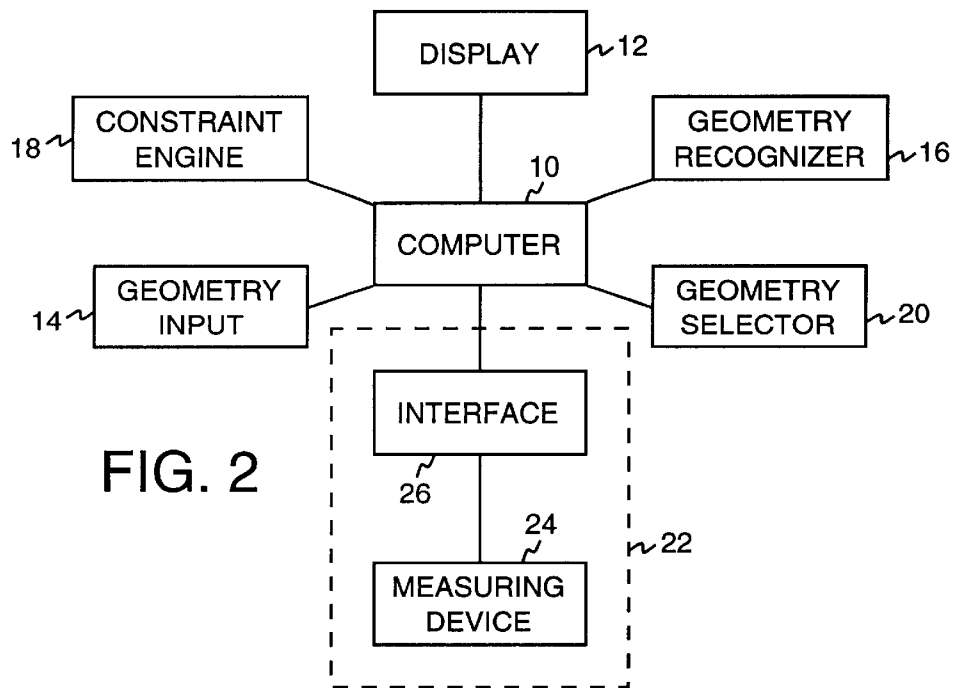 DISPLAY
12
CONSTRAINT
ENGINE
18
GEOMETRY
RECOGNIZER
16
10
COMPUTER
GEOMETRY
INPUT
14
GEOMETRY
SELECTOR
20
INTERFACE
26
FIG. 2
24
22
MEASURING
DEVICE